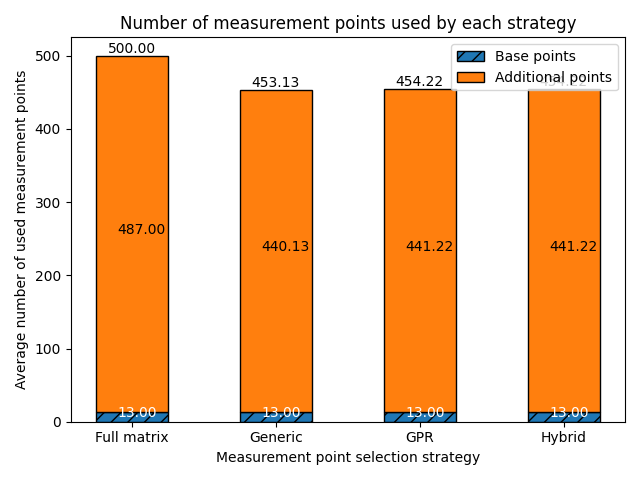 Number of measurement points used by each strategy
Average number of used measurement points
500
400
300
200
100
0
500.00
453.13
454.22
454.22
Base points
Additional points
487.00
440.13
441.22
441.22
13.00
13.00
13.00
13.00
Full matrix
Generic
GPR
Hybrid
Measurement point selection strategy